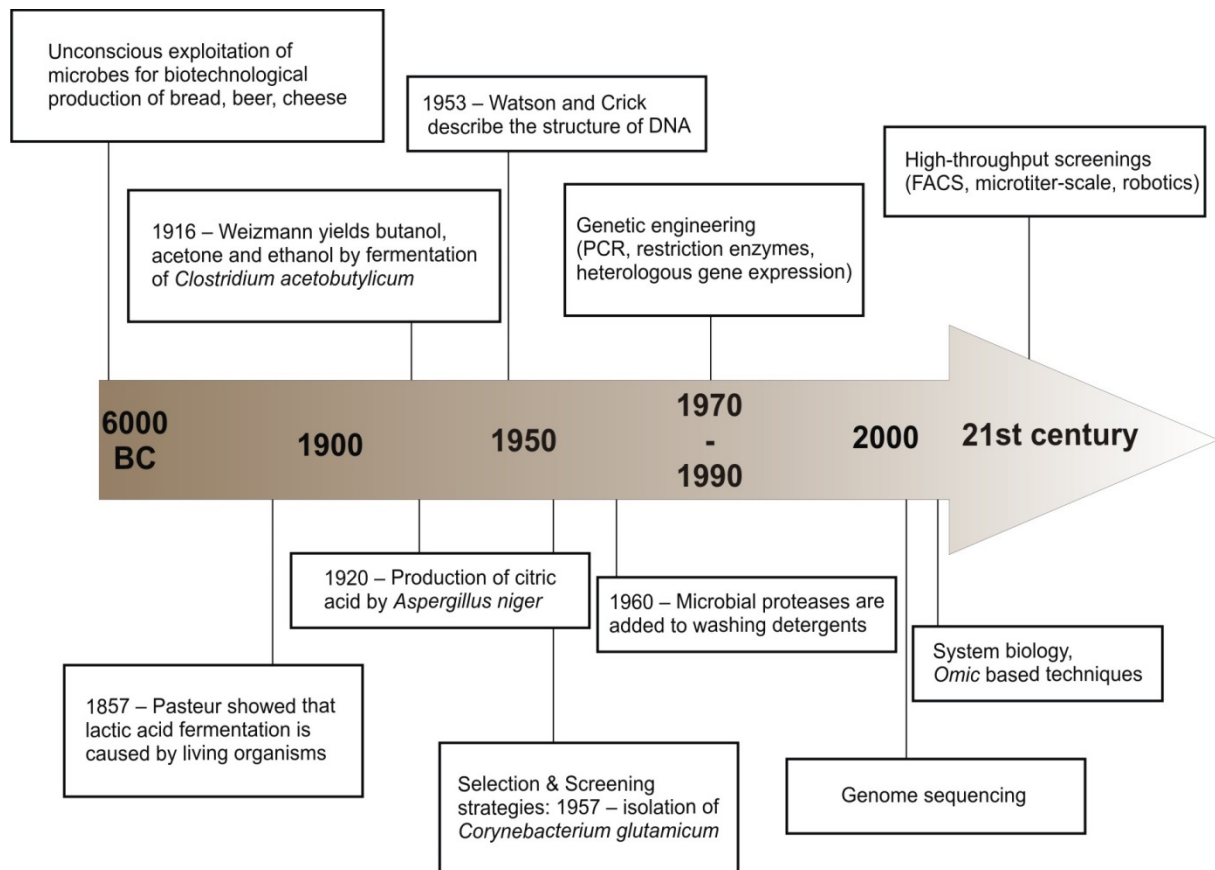 Unconscious exploitation of
microbes for biotechnological
production of bread, beer, cheese
1953 – Watson and Crick
describe the structure of DNA
High-throughput screenings
(FACS, microtiter-scale, robotics)
1916 – Weizmann yields butanol,
acetone and ethanol by fermentation
of Clostridium acetobutylicum
Genetic engineering
(PCR, restriction enzymes,
heterologous gene expression)
6000
BC
1900
1950
1970
-
1990
2000
21st century
1920 – Production of citric
acid by Aspergillus niger
1960 – Microbial proteases are
added to washing detergents
System biology,
Omic based techniques
1857 – Pasteur showed that
lactic acid fermentation is
caused by living organisms
Selection & Screening
strategies: 1957 – isolation of
Corynebacterium glutamicum
Genome sequencing